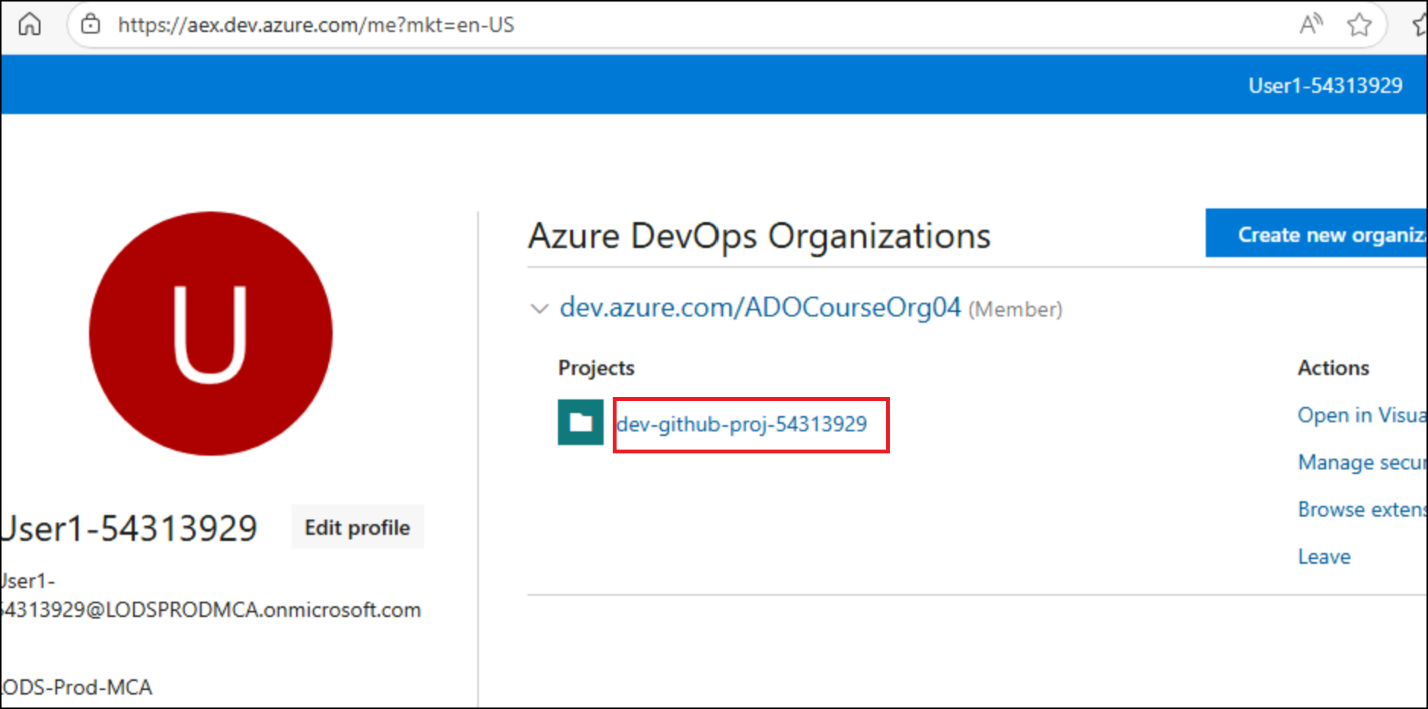 https://aex.dev.azure.com/me?mkt=en-US
User1-54313929
U
User1-54313929
Edit profile
User1-
54313929@LODSPRODMCA.onmicrosoft.com
LODS-Prod-MCA
Azure DevOps Organizations
Create new organiz
dev.azure.com/ADOCourseOrg04 (Member)
Projects
dev-github-proj-54313929
Actions
Open in Visua
Manage secur
Browse extens
Leave